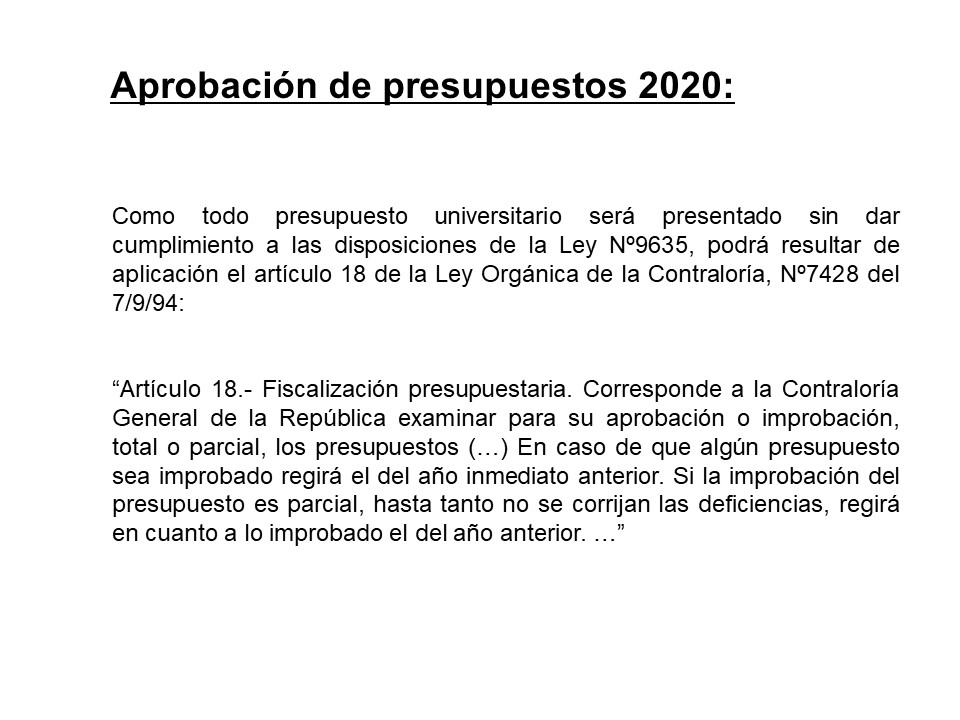 Aprobación de presupuestos 2020:
Como todo presupuesto universitario será presentado sin dar
cumplimiento a las disposiciones de la Ley Nº9635, podrá resultar de
aplicación el artículo 18 de la Ley Orgánica de la Contraloría, Nº7428 del
7/9/94:
“Artículo 18.- Fiscalización presupuestaria. Corresponde a la Contraloría
General de la República examinar para su aprobación o improbación,
total o parcial, los presupuestos (…) En caso de que algún presupuesto
sea improbado regirá el del año inmediato anterior. Si la improbación del
presupuesto es parcial, hasta tanto no se corrijan las deficiencias, regirá
en cuanto a lo improbado el del año anterior. …”